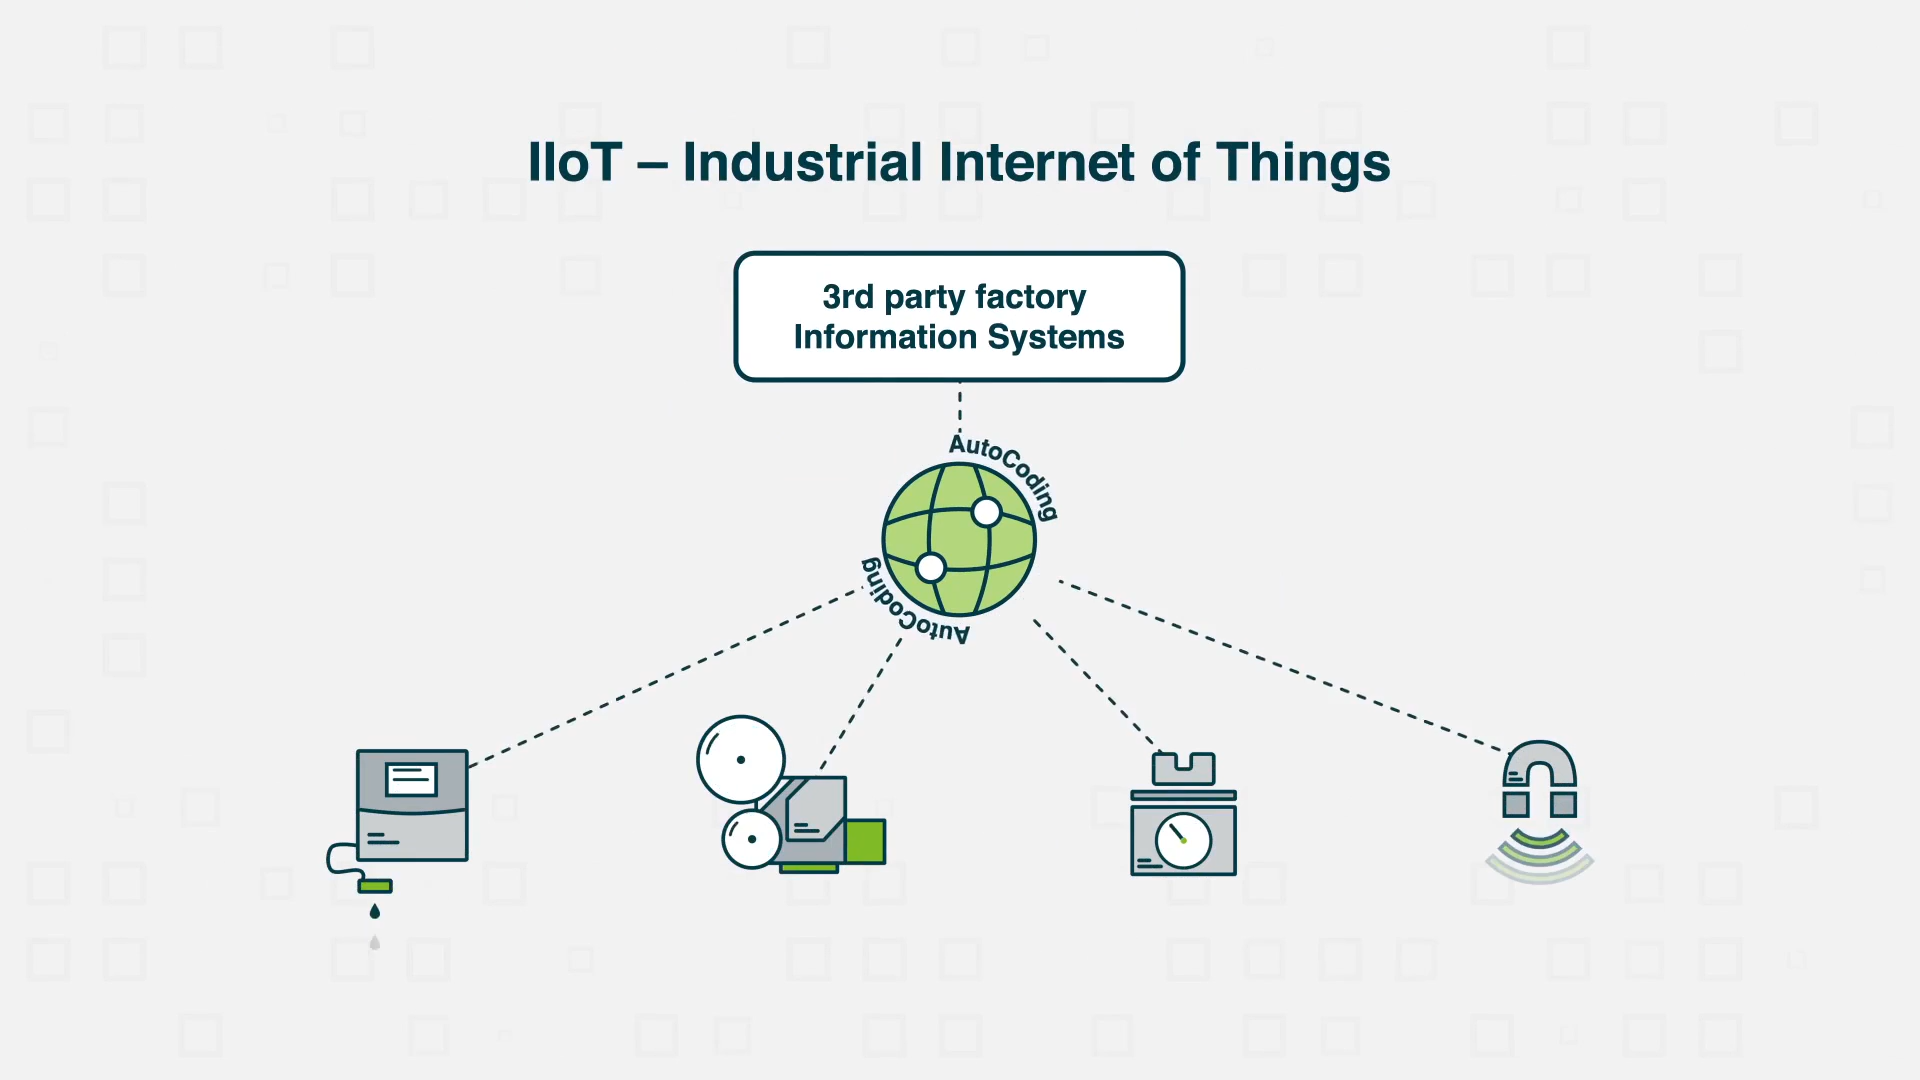 IIoT – Industrial Internet of Things
3rd party factory
Information Systems
AutoCoding
AutoCoding